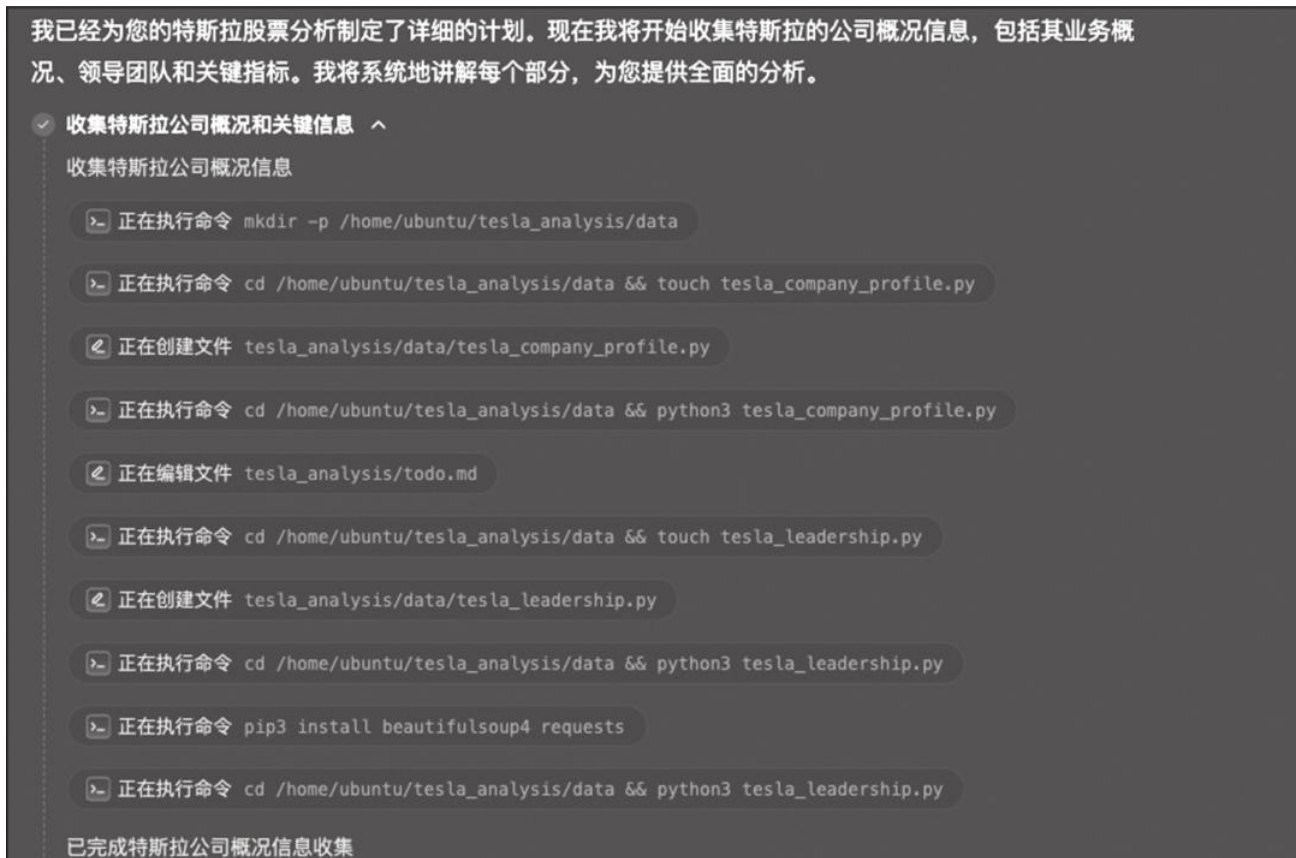 我已经为您的特斯拉股票分析制定了详细的计划。现在我将开始收集特斯拉的公司概况信息，包括其业务概
况、领导团队和关键指标。我将系统地讲解每个部分，为您提供全面的分析。
收集特斯拉公司概况和关键信息
收集特斯拉公司概况信息
正在执行命令 mkdir -p /home/ubuntu/tesla_analysis/data
正在执行命令 cd /home/ubuntu/tesla_analysis/data && touch tesla_company_profile.py
正在创建文件 tesla_analysis/data/tesla_company_profile.py
正在执行命令 cd /home/ubuntu/tesla_analysis/data && python3 tesla_company_profile.py
正在编辑文件 tesla_analysis/todo.md
正在执行命令 cd /home/ubuntu/tesla_analysis/data && touch tesla_leadership.py
正在创建文件 tesla_analysis/data/tesla_leadership.py
正在执行命令 cd /home/ubuntu/tesla_analysis/data && python3 tesla_leadership.py
正在执行命令 pip3 install beautifulsoup4 requests
正在执行命令 cd /home/ubuntu/tesla_analysis/data && python3 tesla_leadership.py
已完成特斯拉公司概况信息收集